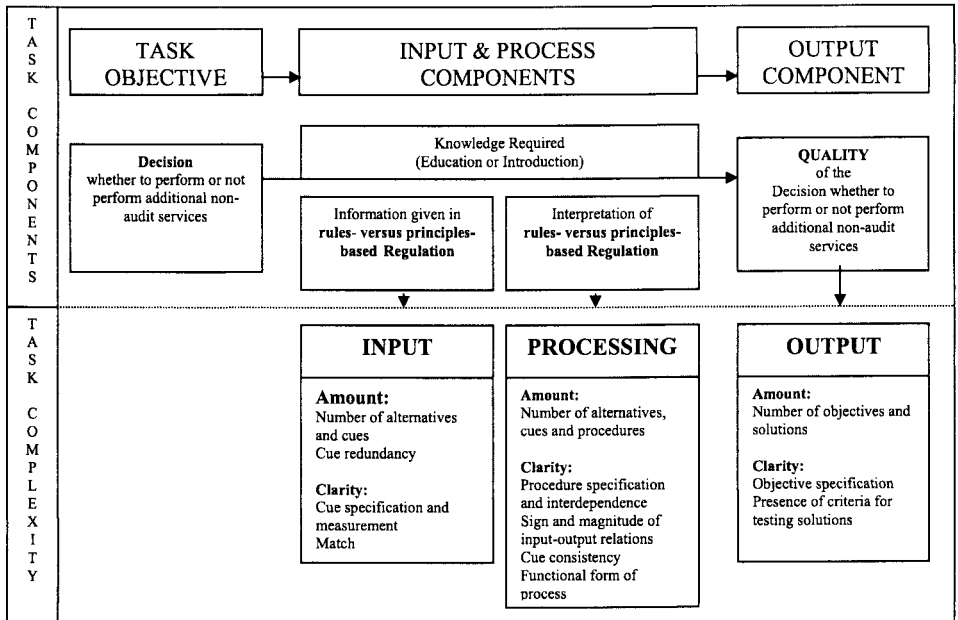 TASK COMPONENTS
TASK
OBJECTIVE
INPUT & PROCESS
COMPONENTS
OUTPUT
COMPONENT
Decision
whether to perform or not
perform additional non-
audit services
Knowledge Required
(Education or Introduction)
QUALITY
of the
Decision whether to
perform or not perform
additional non-audit
services
Information given in
rules- versus principles-
based Regulation
Interpretation of
rules- versus principles-
based Regulation
TASK COMPLEXITY
INPUT
Amount:
Number of alternatives
and cues
Cue redundancy
Clarity:
Cue specification and
measurement
Match
PROCESSING
Amount:
Number of alternatives,
cues and procedures
Clarity:
Procedure specification
and interdependence
Sign and magnitude of
input-output relations
Cue consistency
Functional form of
process
OUTPUT
Amount:
Number of objectives and
solutions
Clarity:
Objective specification
Presence of criteria for
testing solutions